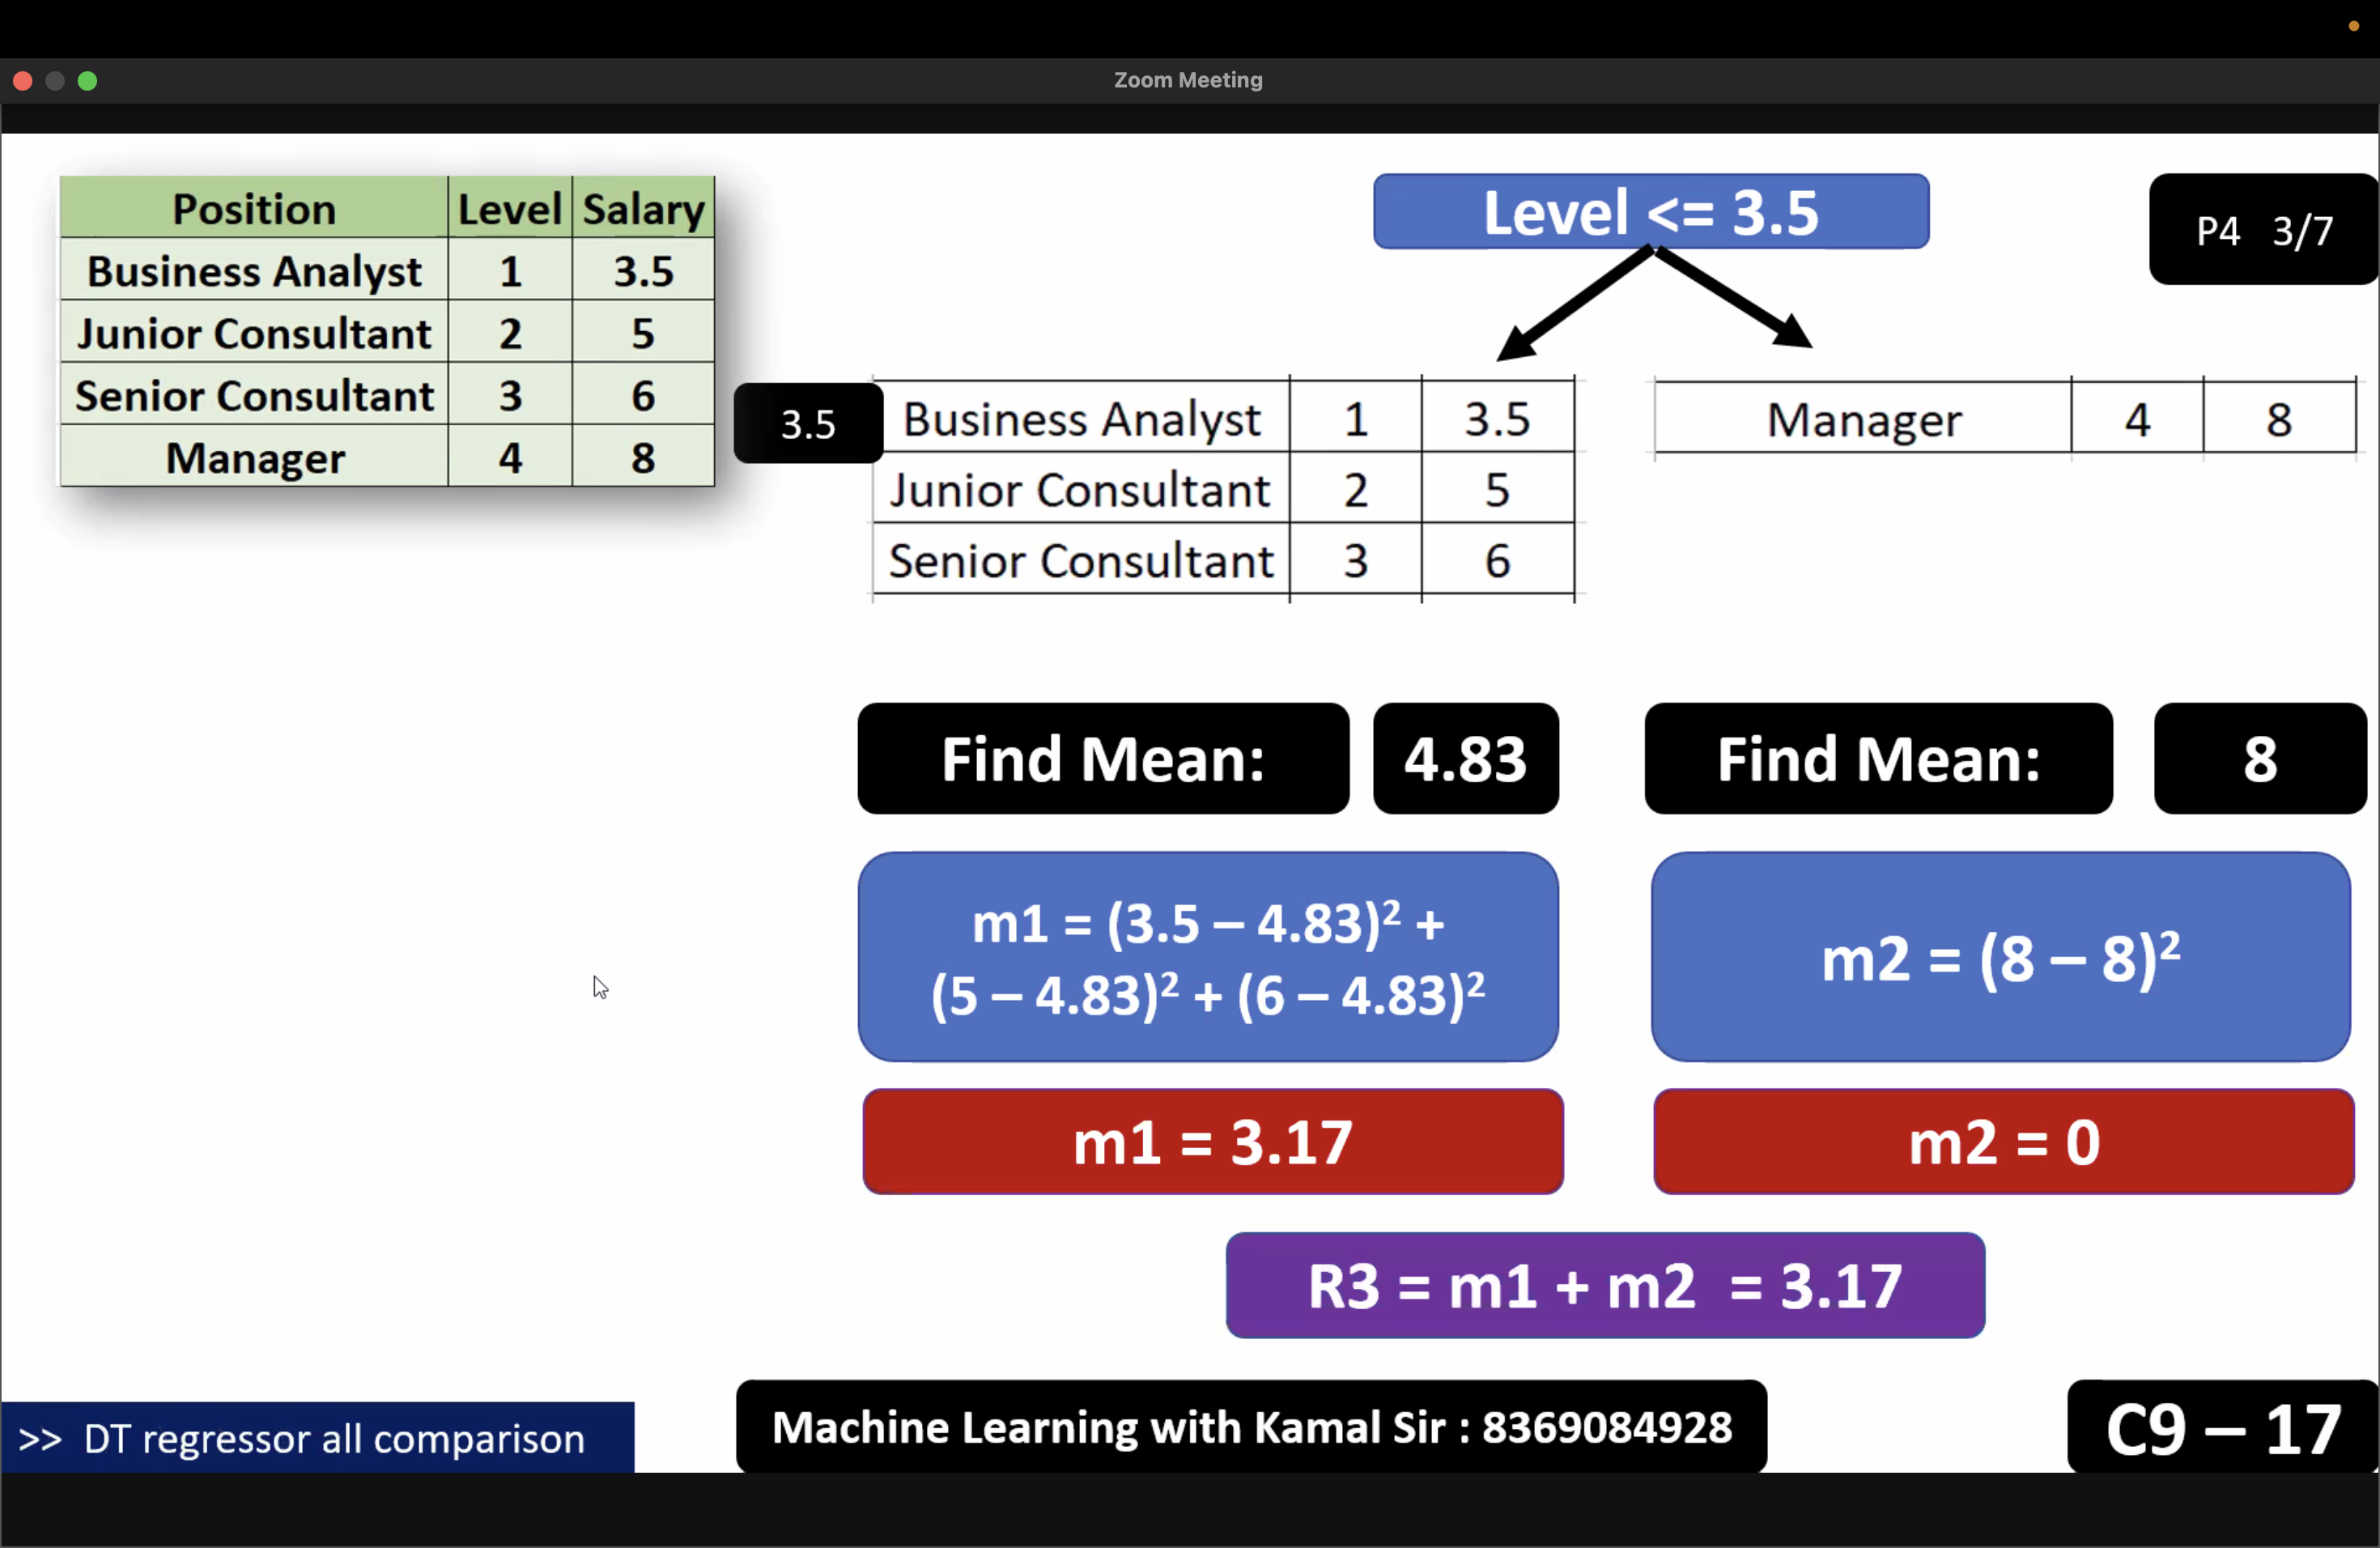 Zoom Meeting
Position Level Salary
Business Analyst 1 3.5
Junior Consultant 2 5
Senior Consultant 3 6
Manager 4 8
Level <= 3.5
P4 3/7
3.5
Business Analyst 1 3.5
Junior Consultant 2 5
Senior Consultant 3 6
Manager 4 8
Find Mean: 4.83
Find Mean: 8
m1 = (3.5 – 4.83)² +
(5 – 4.83)² + (6 – 4.83)²
m2 = (8 – 8)²
m1 = 3.17
m2 = 0
R3 = m1 + m2 = 3.17
>> DT regressor all comparison
Machine Learning with Kamal Sir : 8369084928
C9 – 17